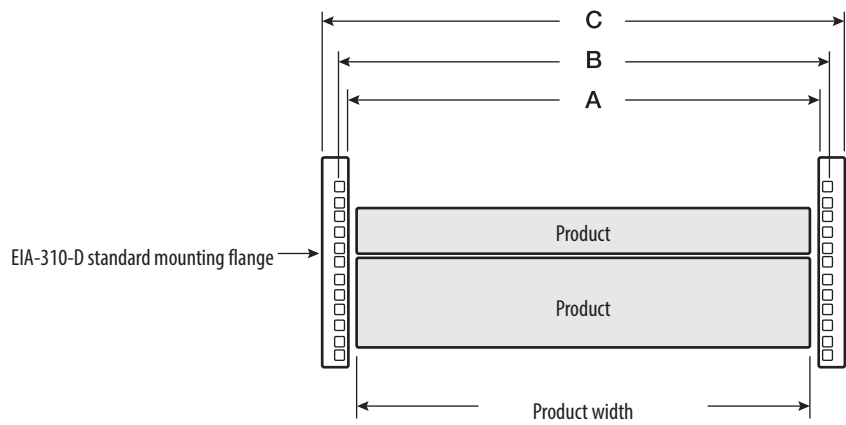 C
B
A
EIA-310-D standard mounting flange
Product
Product
Product width